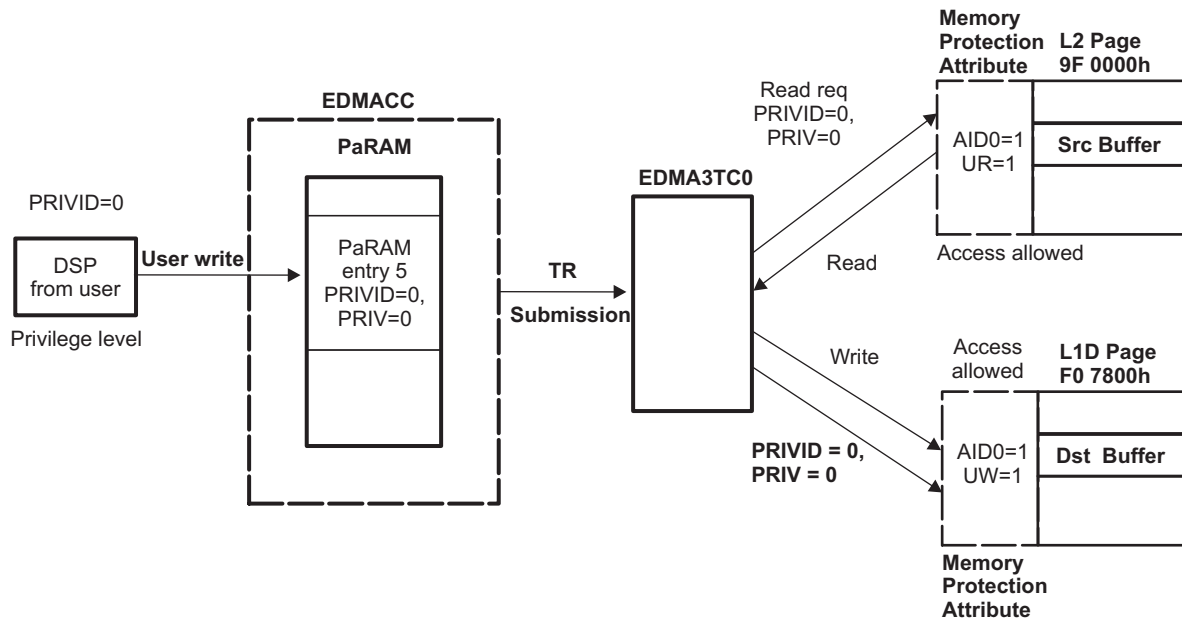 PRIVID=0
DSP
from user
Privilege level
User write
EDMACC
PaRAM
PaRAM
entry 5
PRIVID=0,
PRIV=0
TR
Submission
EDMA3TC0
Read req
PRIVID=0,
PRIV=0
Read
Memory
Protection
Attribute
L2 Page
9F 0000h
AID0=1
UR=1
Src Buffer
Access allowed
Write
PRIVID = 0,
PRIV = 0
Access
allowed
L1D Page
F0 7800h
AID0=1
UW=1
Dst Buffer
Memory
Protection
Attribute